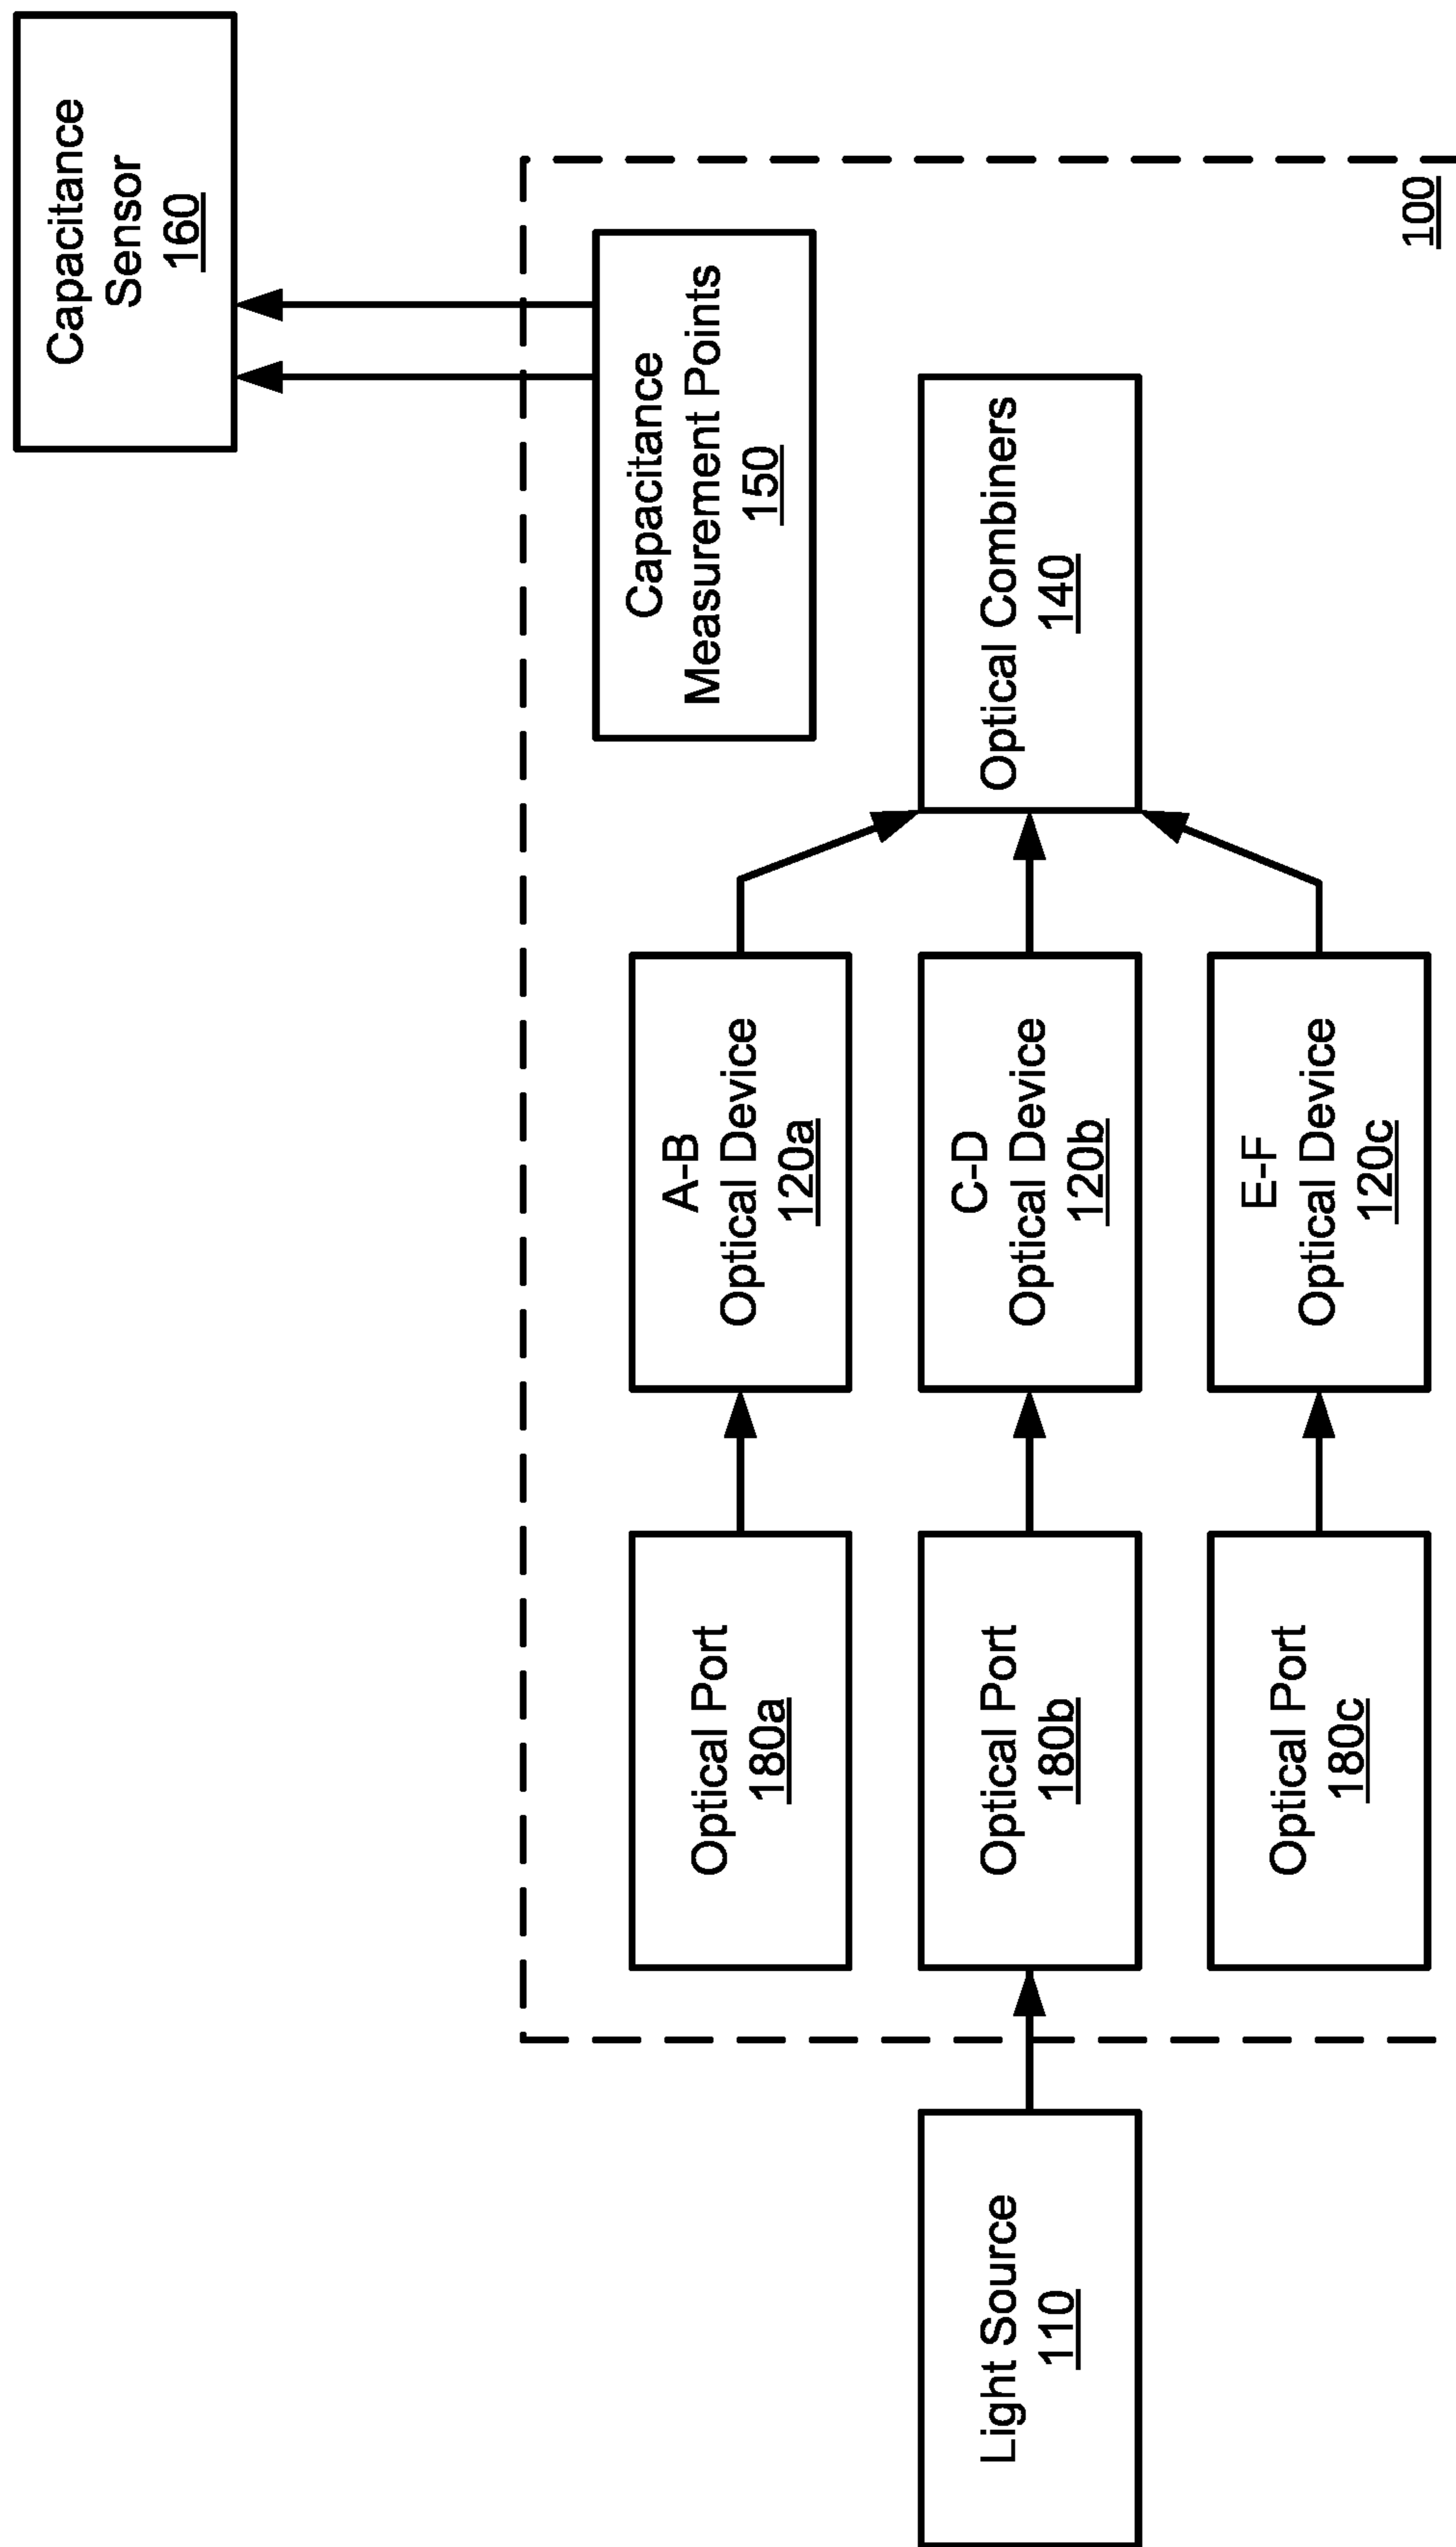 Capacitance
Sensor
160
Capacitance
Measurement Points
150
Light Source
110
Optical Port
180a
A-B
Optical Device
120a
Optical Port
180b
C-D
Optical Device
120b
Optical Combiners
140
Optical Port
180c
E-F
Optical Device
120c
100